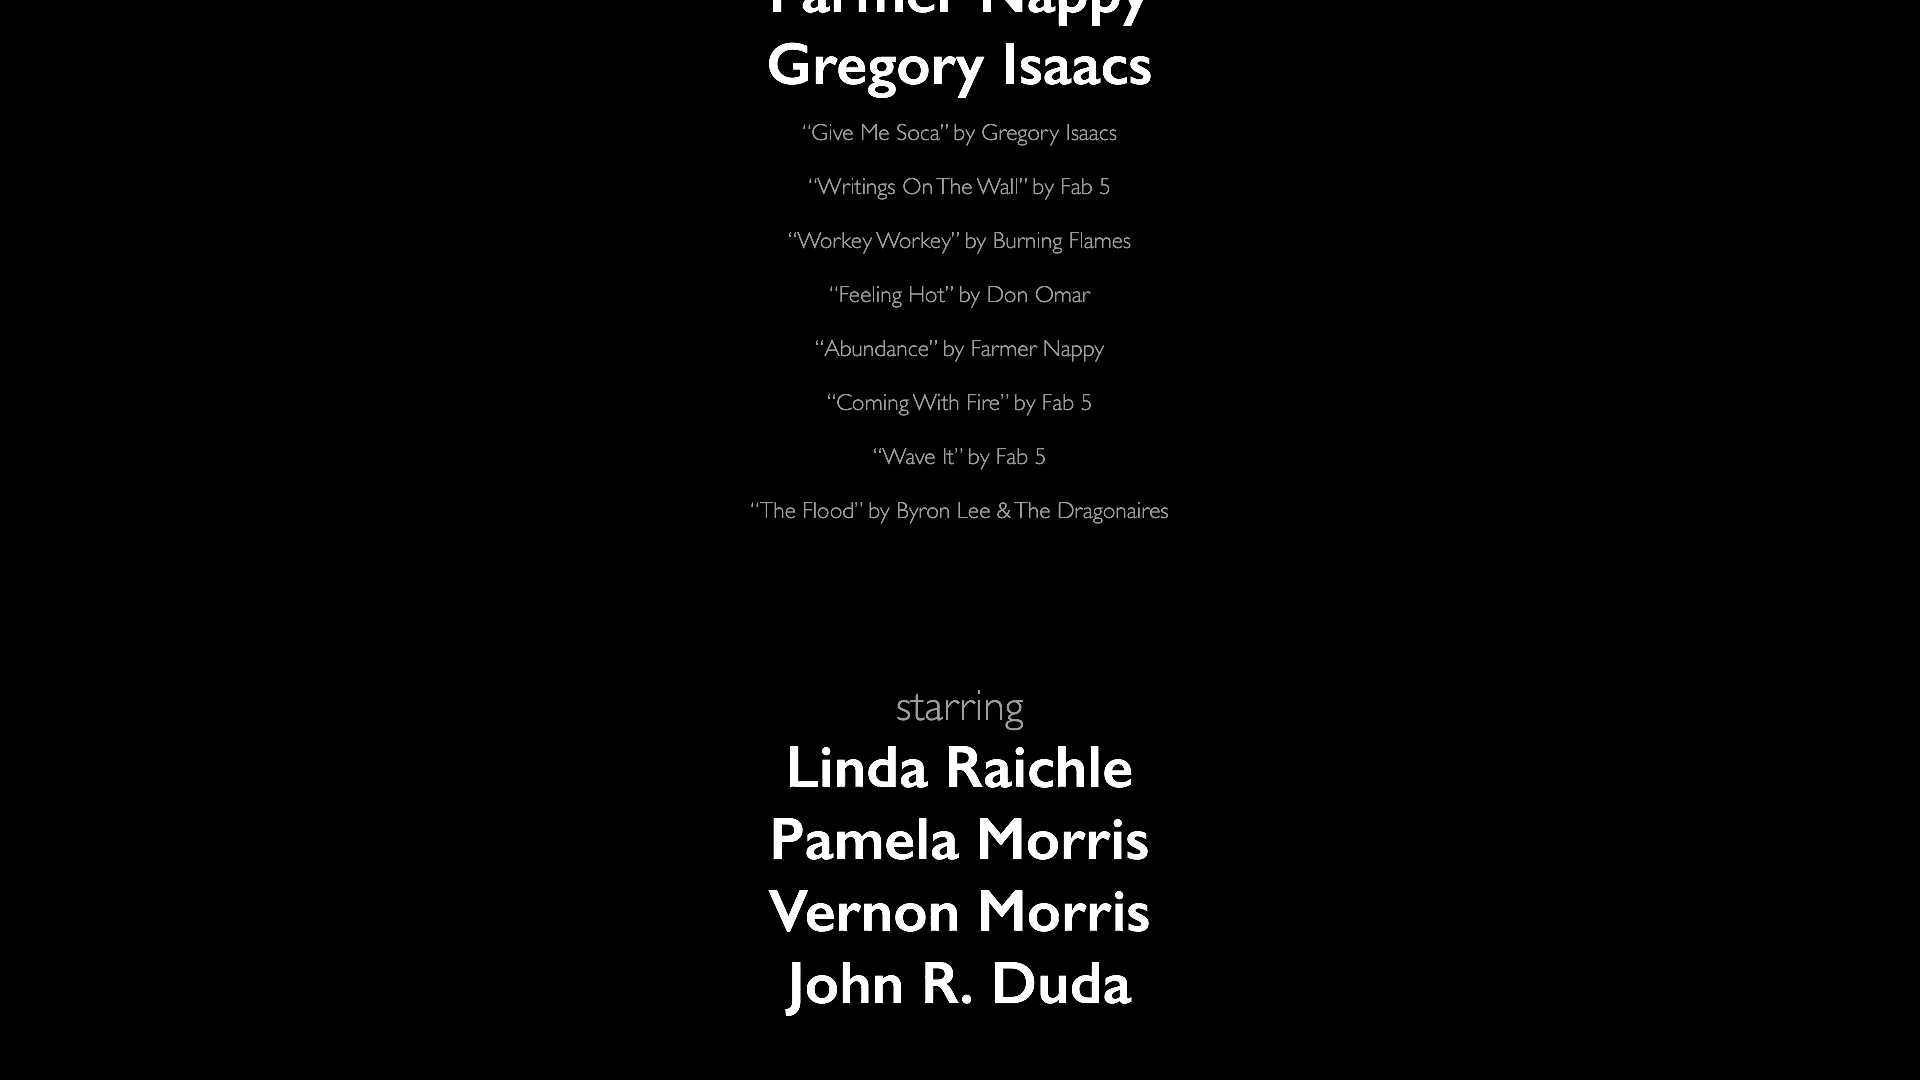 Farmer Nappy
Gregory Isaacs
“Give Me Soca” by Gregory Isaacs
“Writings On The Wall” by Fab 5
“Workey Workey” by Burning Flames
“Feeling Hot” by Don Omar
“Abundance” by Farmer Nappy
“Coming With Fire” by Fab 5
“Wave It” by Fab 5
“The Flood” by Byron Lee & The Dragonaires
starring
Linda Raichle
Pamela Morris
Vernon Morris
John R. Duda